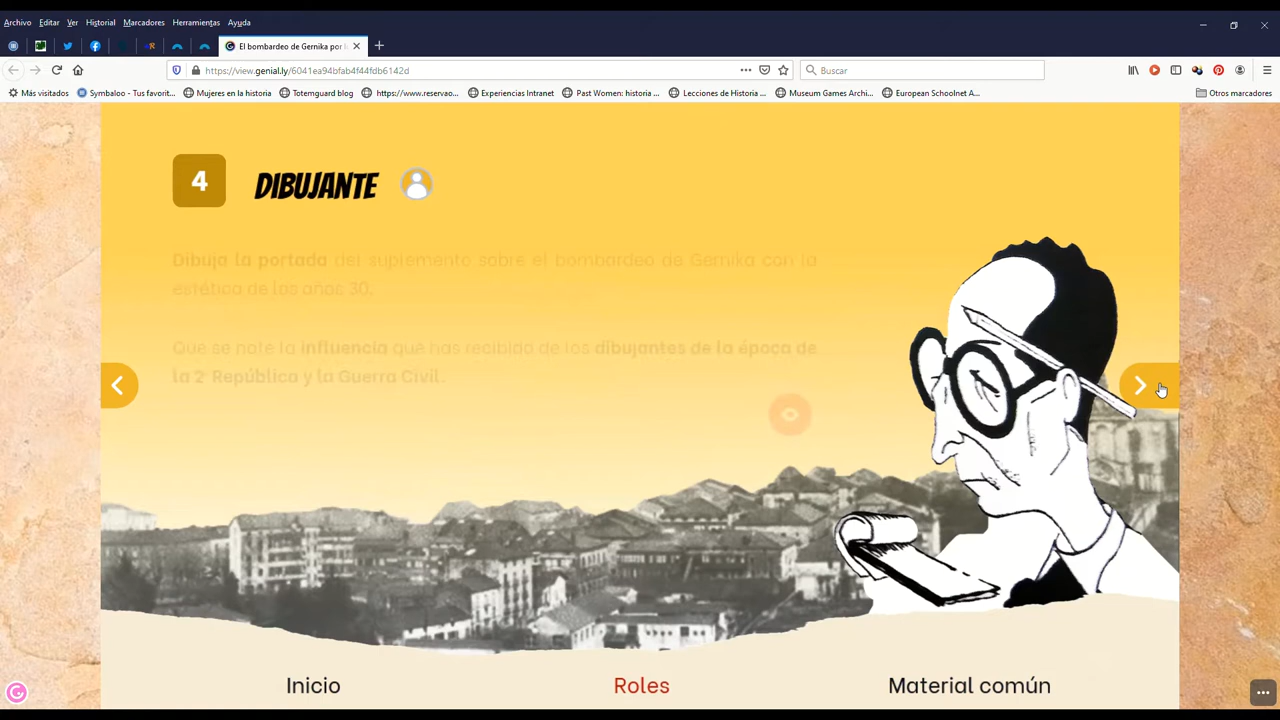 Archivo Editar Ver Historial Marcadores Herramientas Ayuda
El bombardeo de Gernika por l
https://view.genial.ly/6041ea94bfab4f44fdb6142d
Buscar
Más visitados Symbaloo - Tus favorit... Mujeres en la historia Totemguard blog https://www.reservao... Experiences Intranet Past Women: historia ... Lecciones de Historia ... Museum Games Archi... European Schoolnet A... Otros marcadores
4 DIBUJANTE
Dibuja la portada del suplemento sobre el bombardeo de Gernika con la
estética de los años 30.
Que se note la influencia que has recibido de los dibujantes de la época de
la 2 República y la Guerra Civil.
Inicio Roles Material común